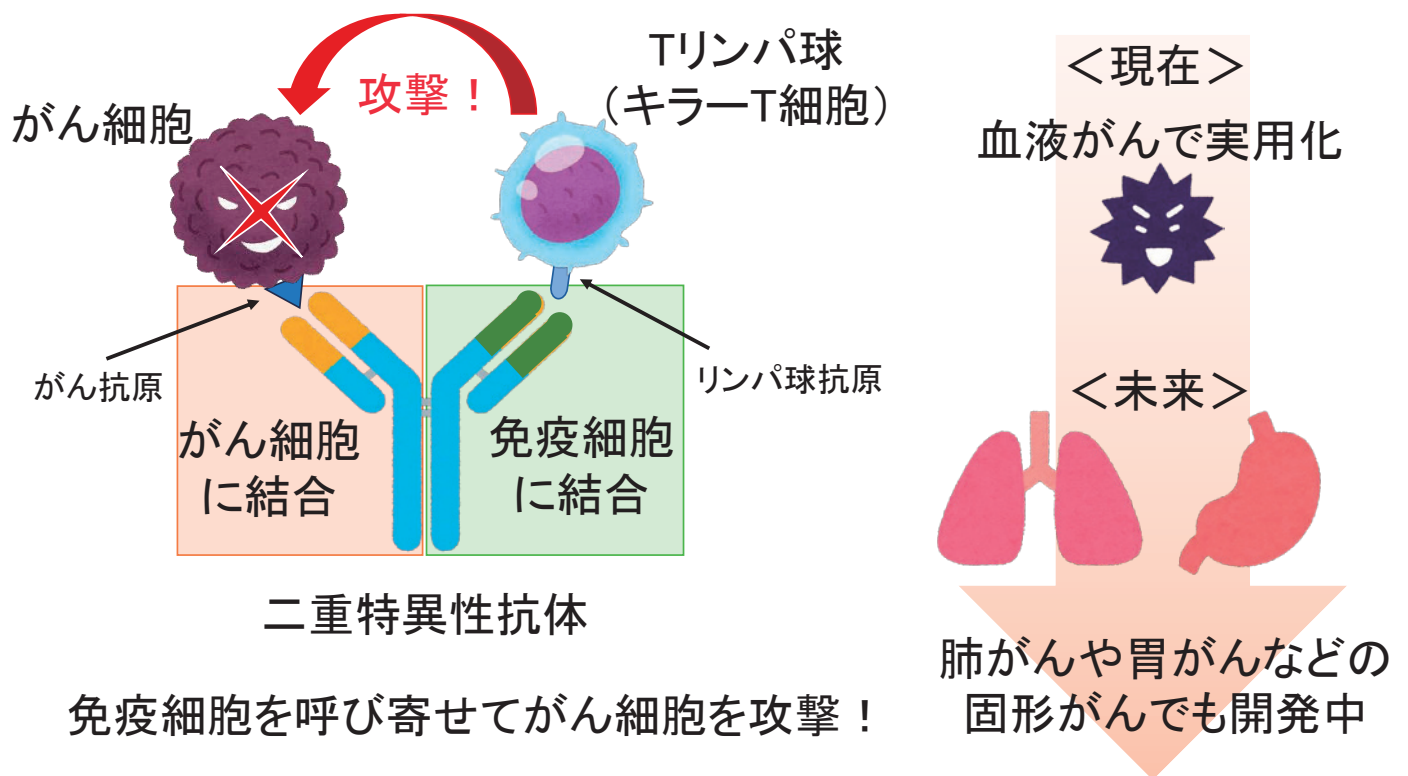 攻撃！
がん細胞
Tリンパ球
（キラーT細胞）
がん抗原
リンパ球抗原
がん細胞
に結合
免疫細胞
に結合
二重特異性抗体
免疫細胞を呼び寄せてがん細胞を攻撃！
＜現在＞
血液がんで実用化
＜未来＞
肺がんや胃がんなどの
固形がんでも開発中